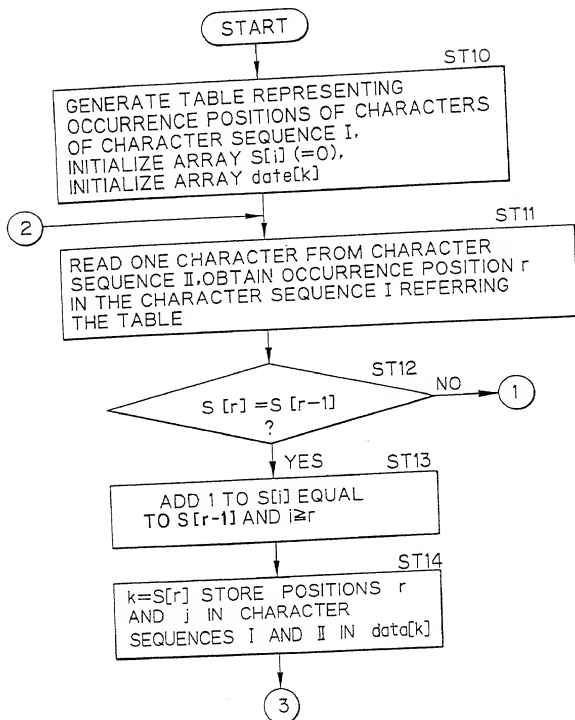 START
ST10
GENERATE TABLE REPRESENTING
OCCURRENCE POSITIONS OF CHARACTERS
OF CHARACTER SEQUENCE I,
INITIALIZE ARRAY S[i] (=0),
INITIALIZE ARRAY date[k]
2
ST11
READ ONE CHARACTER FROM CHARACTER
SEQUENCE II,OBTAIN OCCURRENCE POSITION r
IN THE CHARACTER SEQUENCE I REFERRING
THE TABLE
ST12
S [r] =S [r-1]
?
NO
1
YES
ST13
ADD 1 TO S[i] EQUAL
TO S[r-1] AND i≧r
ST14
k=S[r] STORE POSITIONS r
AND j IN CHARACTER
SEQUENCES I AND II IN data[k]
3